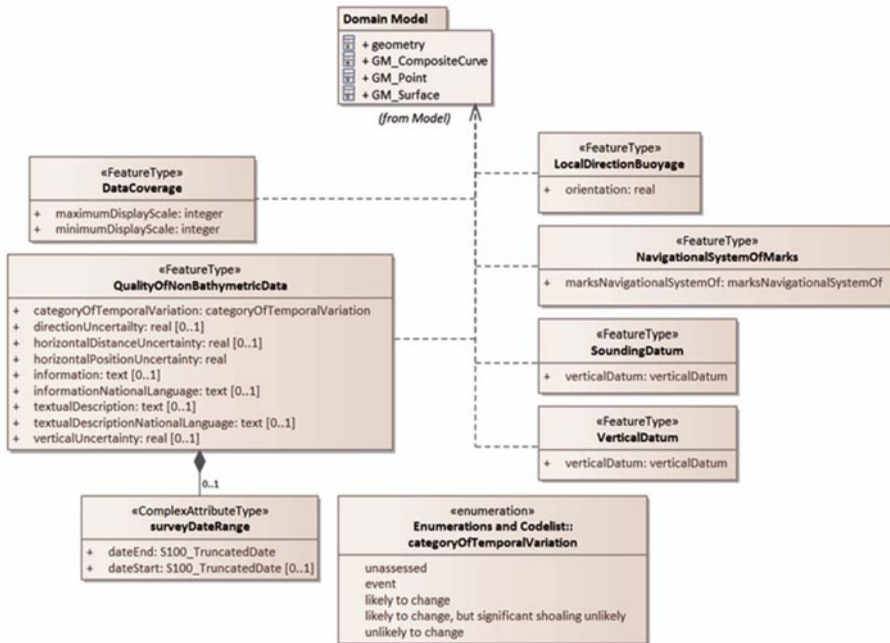 Domain Model
+ geometry
+ GM_CompositeCurve
+ GM_Point
+ GM_Surface
(from Model)
«FeatureType»
DataCoverage
+ maximumDisplayScale: integer
+ minimumDisplayScale: integer
«FeatureType»
LocalDirectionBuoyage
+ orientation: real
«FeatureType»
QualityOfNonBathymetricData
+ categoryOfTemporalVariation: categoryOfTemporalVariation
+ directionUncertailty: real [0..1]
+ horizontalDistanceUncertainty: real [0..1]
+ horizontalPositionUncertainty: real
+ information: text [0..1]
+ informationNationalLanguage: text [0..1]
+ textualDescription: text [0..1]
+ textualDescriptionNationalLanguage: text [0..1]
+ verticalUncertainty: real [0..1]
«FeatureType»
NavigationalSystemOfMarks
+ marksNavigationalSystemOf: marksNavigationalSystemOf
«FeatureType»
SoundingDatum
+ verticalDatum: verticalDatum
«FeatureType»
VerticalDatum
+ verticalDatum: verticalDatum
0..1
«ComplexAttributeType»
surveyDateRange
+ dateEnd: S100_TruncatedDate
+ dateStart: S100_TruncatedDate [0..1]
«enumeration»
Enumerations and Codelist::
categoryOfTemporalVariation
unassessed
event
likely to change
likely to change, but significant shoaling unlikely
unlikely to change